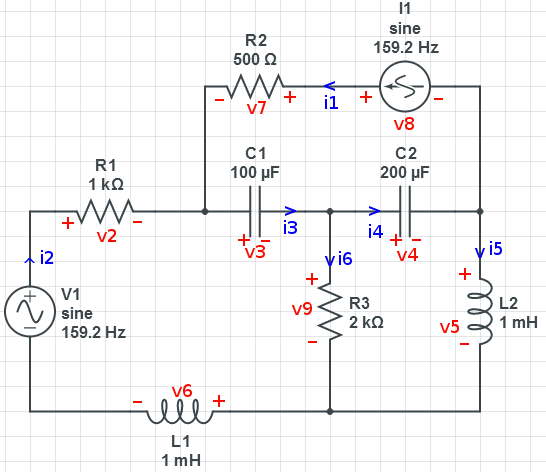 I1
sine
159.2 Hz
R2
500 Ω
+
-
i1
+
-
v7
v8
C1
100 µF
C2
200 µF
R1
1 kΩ
+
-
v2
i3
i4
+
-
v3
+
-
v4
i2
i6
i5
V1
sine
159.2 Hz
+
v9
-
R3
2 kΩ
+
v5
-
L2
1 mH
-
v6
+
L1
1 mH